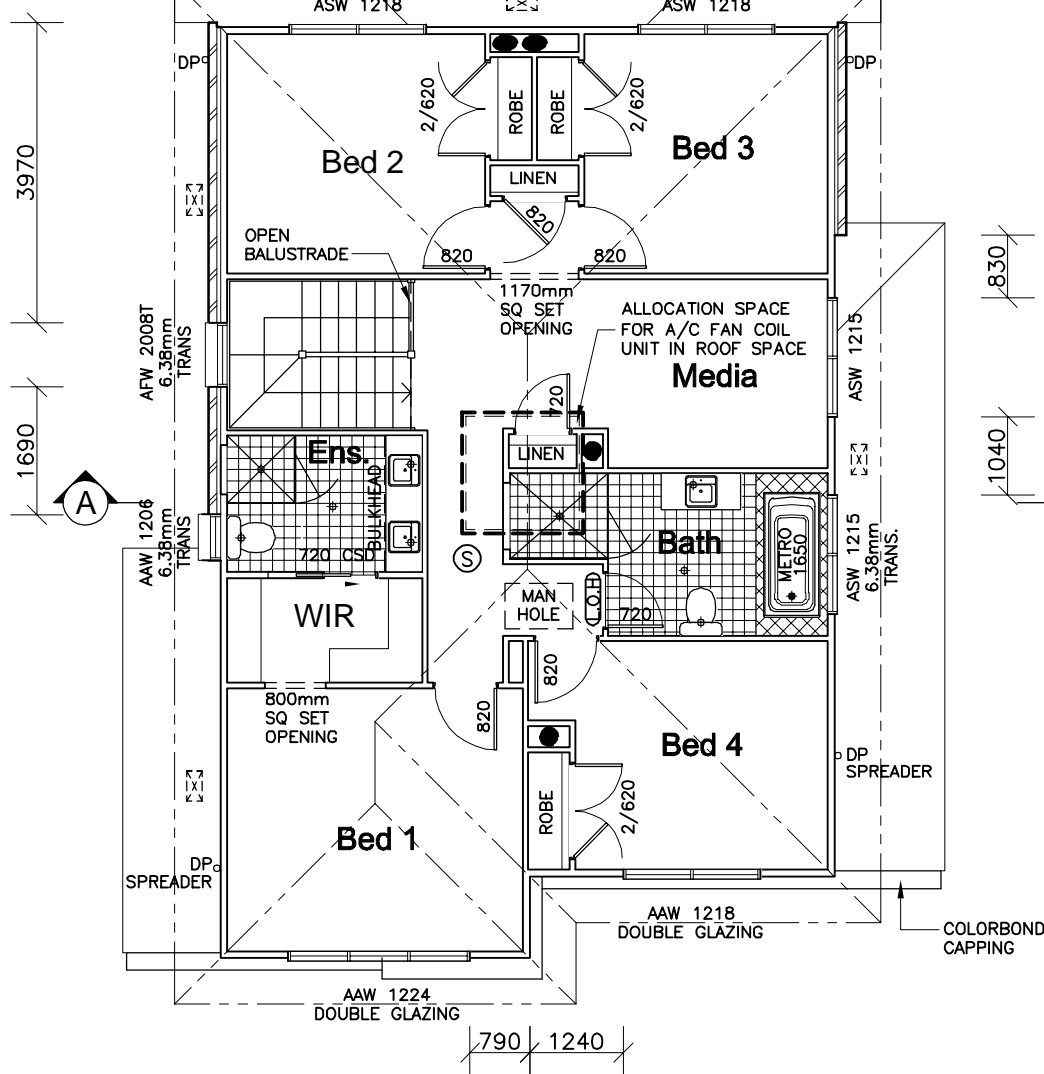 ASW 1218
ASW 1218
DP
DP
2/620
ROBE
ROBE
2/620
3970
Bed 2
Bed 3
LINEN
820
OPEN
BALUSTRADE
820
820
830
1170mm
SQ SET
OPENING
ALLOCATION SPACE
FOR A/C FAN COIL
UNIT IN ROOF SPACE
AFW 2008T
6.38mm
TRANS
ASW 1215
Media
720
1690
Ens.
LINEN
1040
BULKHEAD
A
AAW 1206
6.38mm
TRANS
720 CSD
S
Bath
METRO
1650
ASW 1215
6.38mm
TRANS.
MAN
HOLE
L.O.H
720
WIR
820
800mm
SQ SET
OPENING
820
Bed 4
DP
SPREADER
ROBE
2/620
Bed 1
DP
SPREADER
AAW 1218
DOUBLE GLAZING
COLORBOND
CAPPING
AAW 1224
DOUBLE GLAZING
790
1240